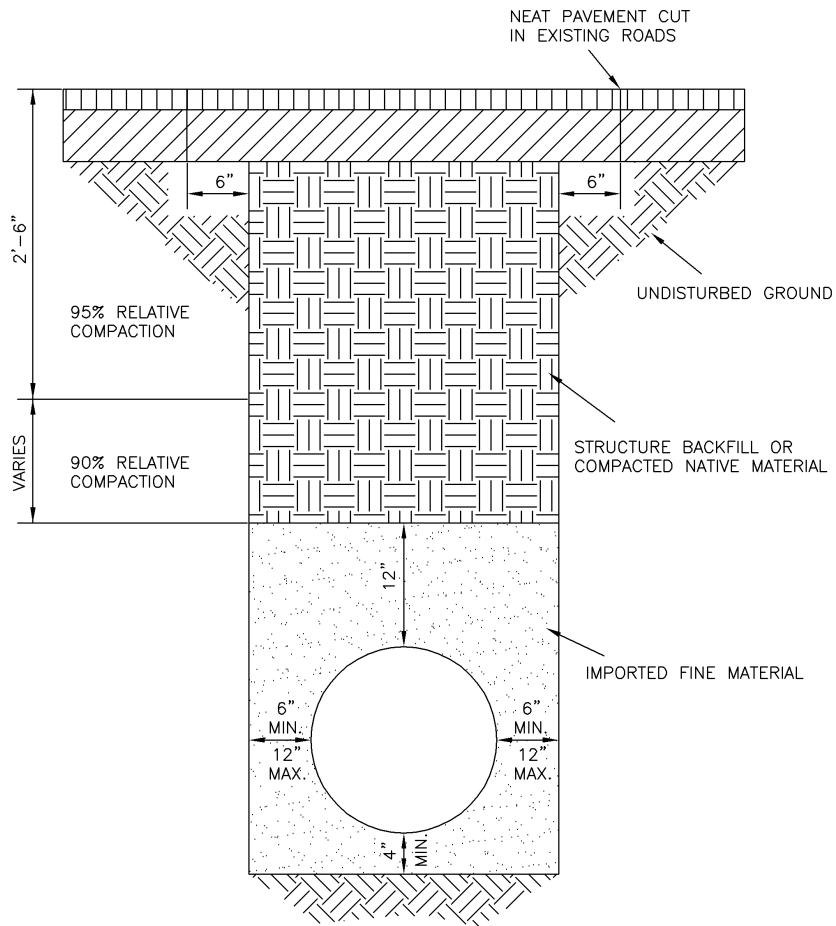 NEAT PAVEMENT CUT
IN EXISTING ROADS
6”
6”
2’-6”
UNDISTURBED GROUND
95% RELATIVE
COMPACTION
VARIES
90% RELATIVE
COMPACTION
STRUCTURE BACKFILL OR
COMPACTED NATIVE MATERIAL
12”
IMPORTED FINE MATERIAL
6”
MIN.
12”
MAX.
6”
MIN.
12”
MAX.
4”
MIN.